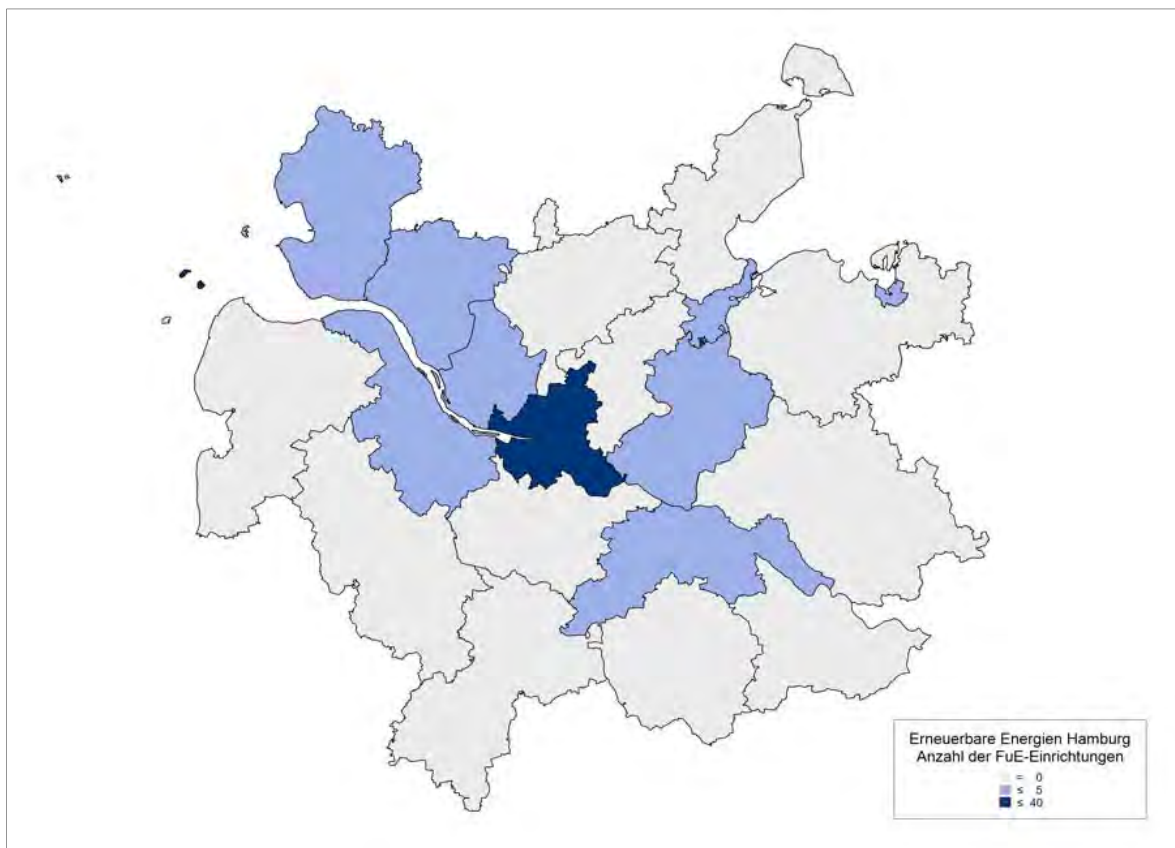 Erneuerbare Energien Hamburg
Anzahl der FuE-Einrichtungen
= 0
≤ 5
≤ 40